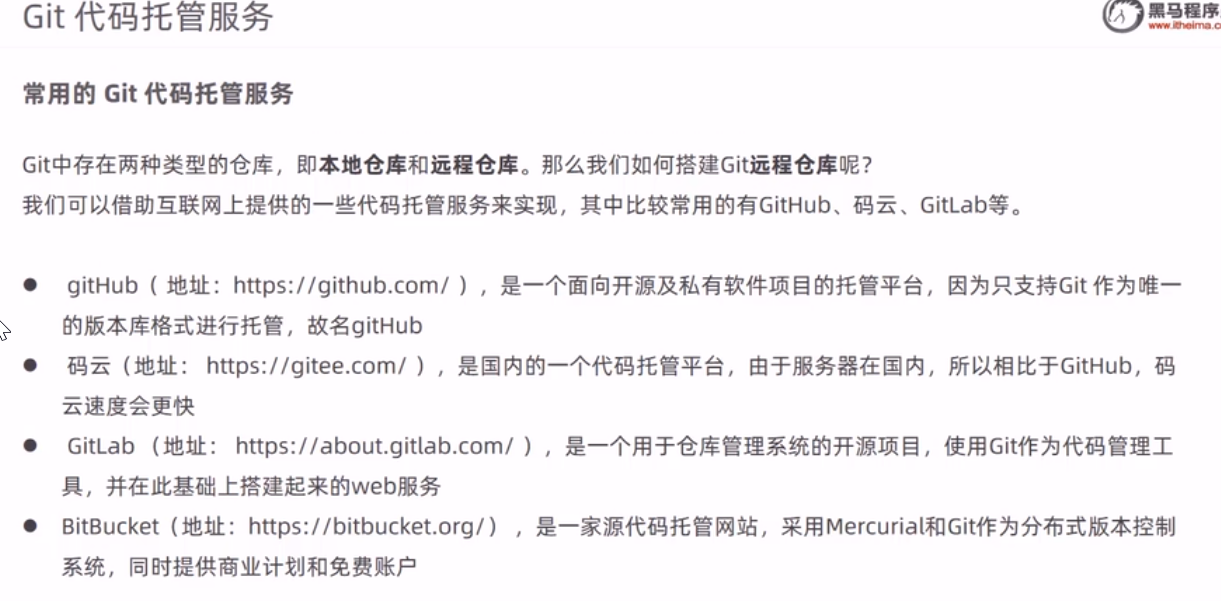 Git 代码托管服务
黑马程序
www.itheima.c
常用的 Git 代码托管服务
Git中存在两种类型的仓库，即本地仓库和远程仓库。那么我们如何搭建Git远程仓库呢？
我们可以借助互联网上提供的一些代码托管服务来实现，其中比较常用的有GitHub、码云、GitLab等。
● gitHub（ 地址：https://github.com/ ），是一个面向开源及私有软件项目的托管平台，因为只支持Git 作为唯一
的版本库格式进行托管，故名gitHub
● 码云（地址： https://gitee.com/ ），是国内的一个代码托管平台，由于服务器在国内，所以相比于GitHub，码
云速度会更快
● GitLab （地址： https://about.gitlab.com/ ），是一个用于仓库管理系统的开源项目，使用Git作为代码管理工
具，并在此基础上搭建起来的web服务
● BitBucket（地址：https://bitbucket.org/） ，是一家源代码托管网站，采用Mercurial和Git作为分布式版本控制
系统，同时提供商业计划和免费账户